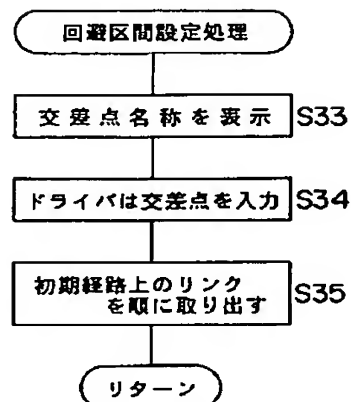 回避区間設定処理
交差点名称を表示 S33
ドライバは交差点を入力 S34
初期経路上のリンク
を順に取り出す S35
リターン